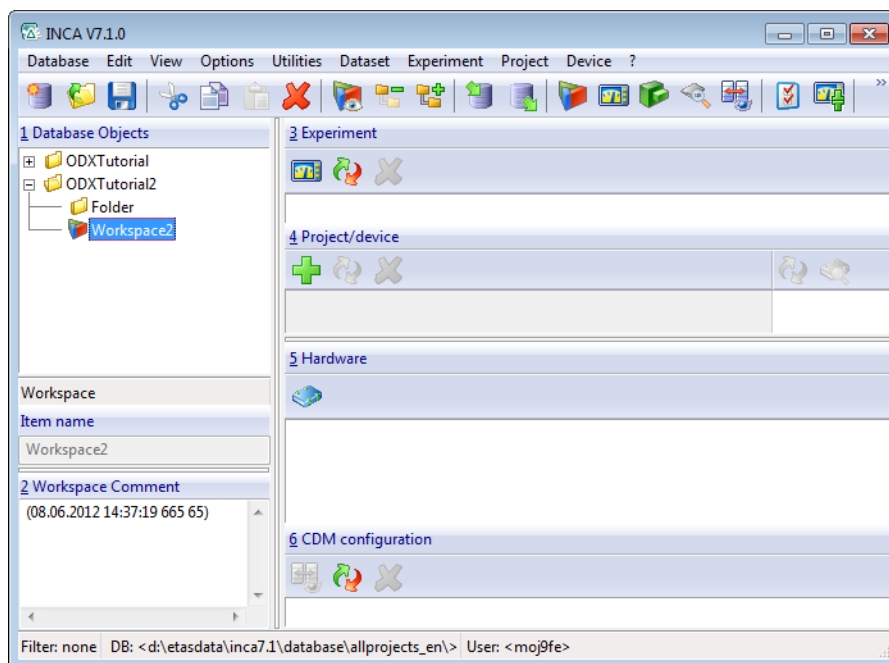 INCA V7.1.0
Database Edit View Options Utilities Dataset Experiment Project Device ?
1 Database Objects
ODXTutorial
ODXTutorial2
Folder
Workspace2
Workspace
Item name
Workspace2
2 Workspace Comment
(08.06.2012 14:37:19 665 65)
3 Experiment
4 Project/device
5 Hardware
6 CDM configuration
Filter: none DB: <d:\etasdata\inca7.1\database\allprojects_en\> User: <moj9fe>